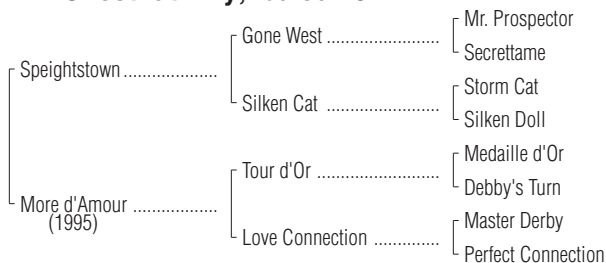 Mr. Prospector
Gone West
Secrettame
Speightstown
Storm Cat
Silken Cat
Silken Doll
Medaille d'Or
Tour d'Or
Debby's Turn
More d'Amour
(1995)
Master Derby
Love Connection
Perfect Connection